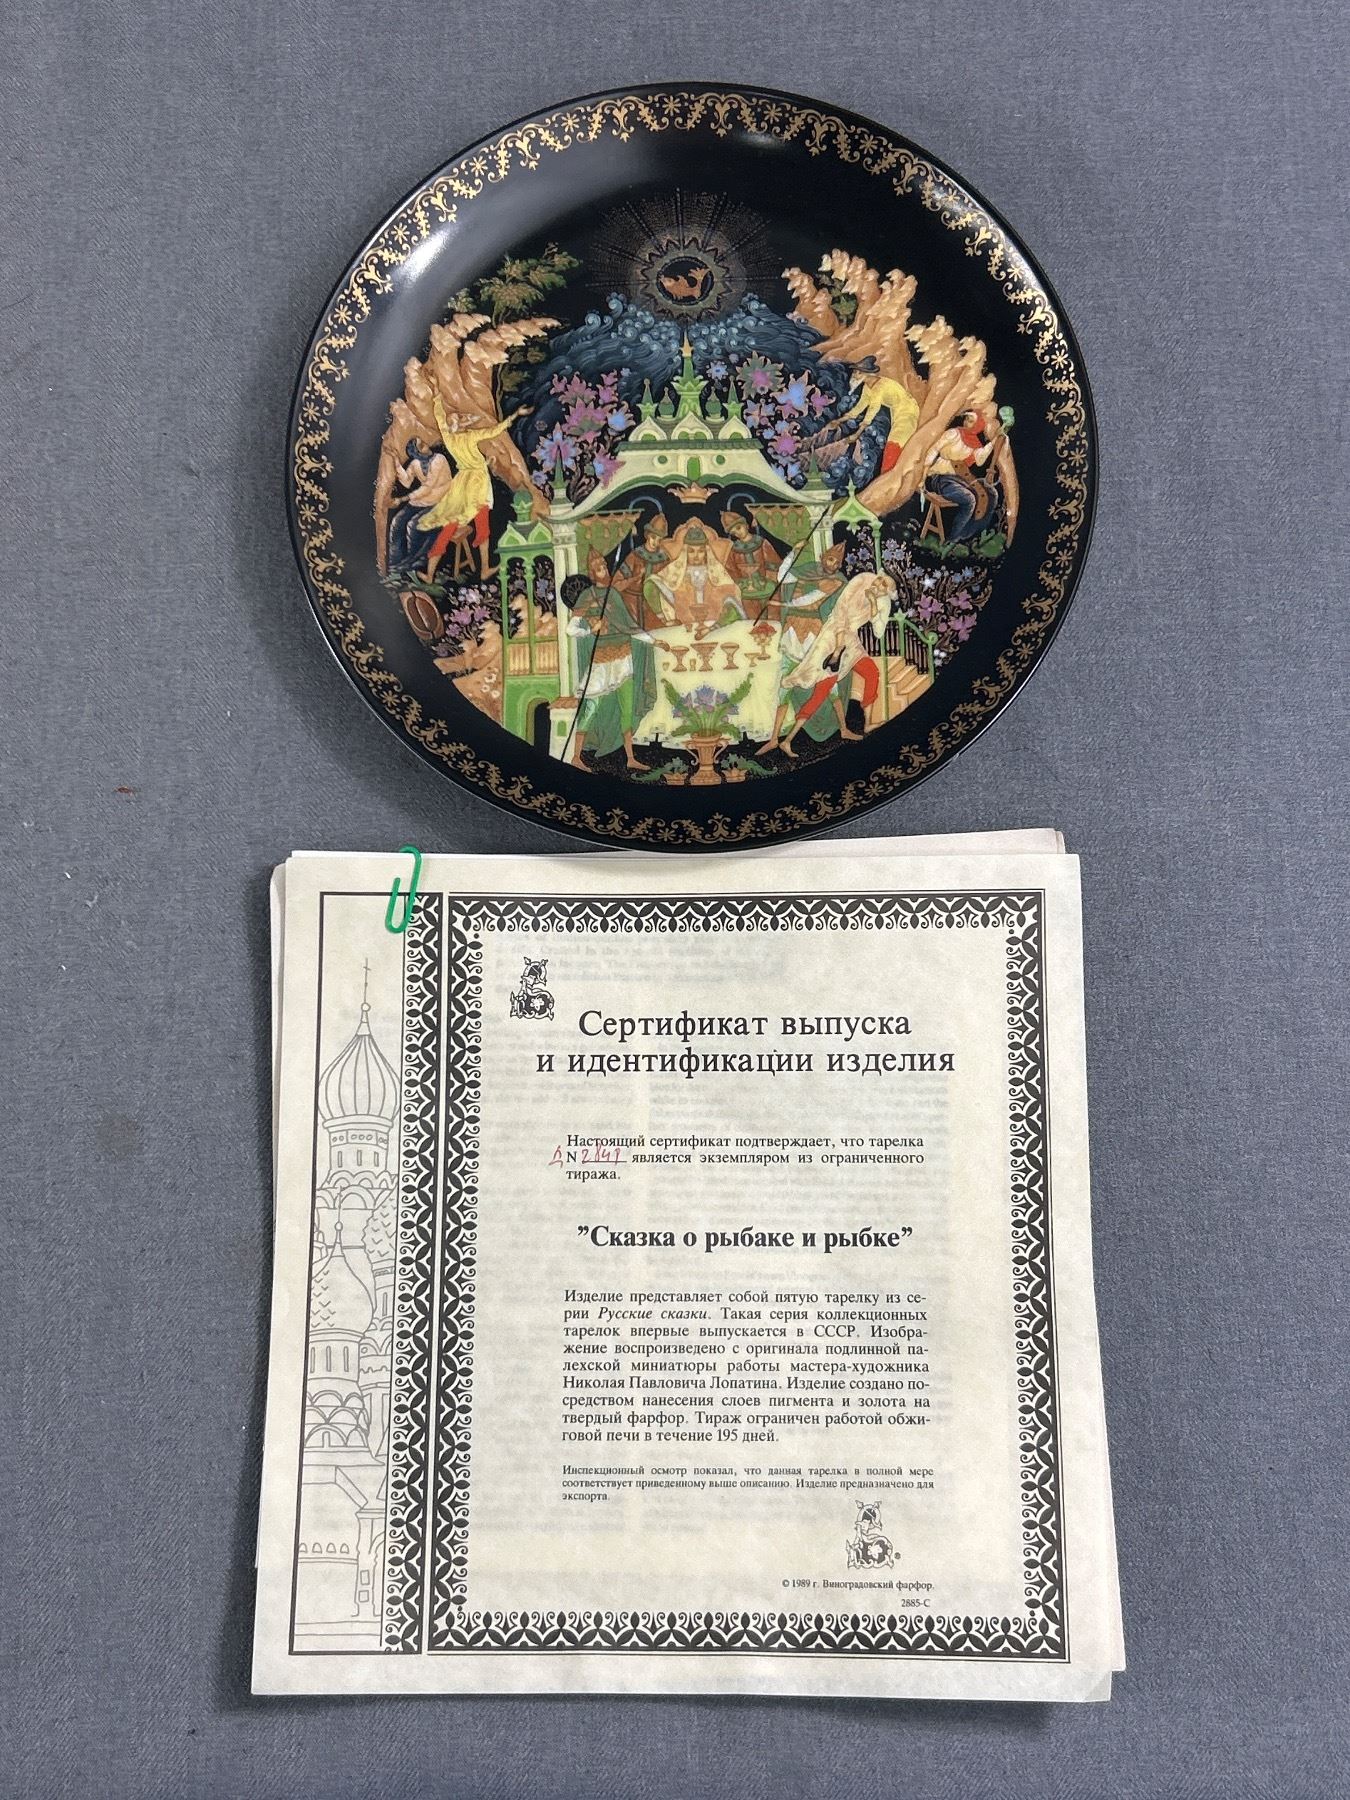 Сертификат выпуска
и идентификации изделия
Настоящий сертификат подтверждает, что тарелка
N является экземпляром из ограниченного
тиража.
"Сказка о рыбаке и рыбке"
Изделие представляет собой пятую тарелку из се-
рии Русские сказки. Такая серия коллекционных
тарелок впервые выпускается в СССР. Изобра-
жение воспроизведено с оригинала подлинной па-
лехской миниатюры работы мастера-художника
Николая Павловича Лопатина. Изделие создано по-
средством нанесения слоев пигмента и золота на
твердый фарфор. Тираж ограничен работой обжи-
говой печи в течение 195 дней.
Инспекционный осмотр показал, что данная тарелка в полной мере
соответствует приведенному выше описанию. Изделие предназначено для
экспорта.
© 1989 г. Виноградовский фарфор.
2885-С